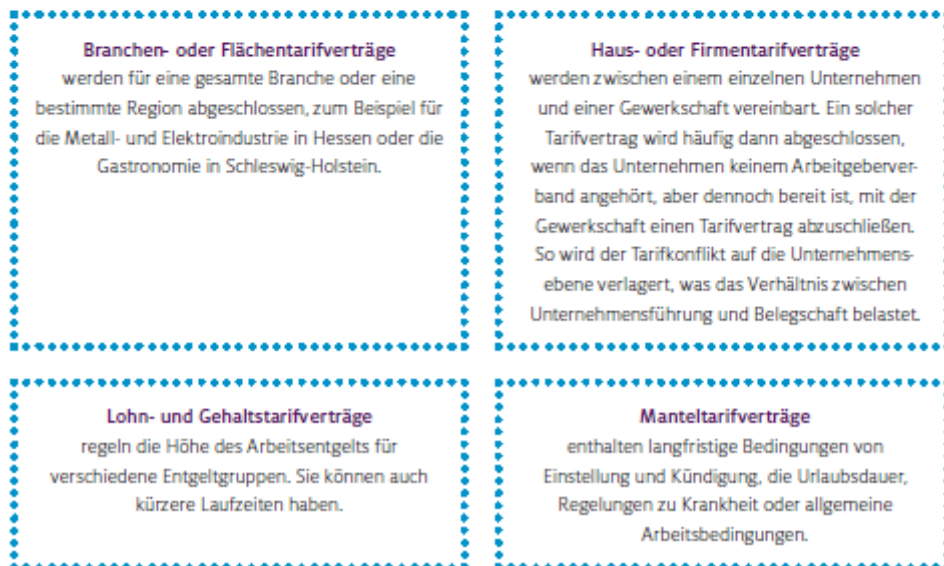 Branchen- oder Flächentarifverträge
werden für eine gesamte Branche oder eine
bestimmte Region abgeschlossen, zum Beispiel für
die Metall- und Elektroindustrie in Hessen oder die
Gastronomie in Schleswig-Holstein.
Haus- oder Firmentarifverträge
werden zwischen einem einzelnen Unternehmen
und einer Gewerkschaft vereinbart. Ein solcher
Tarifvertrag wird häufig dann abgeschlossen,
wenn das Unternehmen keinem Arbeitgeberver-
band angehört, aber dennoch bereit ist, mit der
Gewerkschaft einen Tarifvertrag abzuschließen.
So wird der Tarifkonflikt auf die Unternehmens-
ebene verlagert, was das Verhältnis zwischen
Unternehmensführung und Belegschaft belastet.
Lohn- und Gehaltstarifverträge
regeln die Höhe des Arbeitsentgelts für
verschiedene Entgeltgruppen. Sie können auch
kürzere Laufzeiten haben.
Manteltarifverträge
enthalten langfristige Bedingungen von
Einstellung und Kündigung, die Urlaubsdauer,
Regelungen zu Krankheit oder allgemeine
Arbeitsbedingungen.